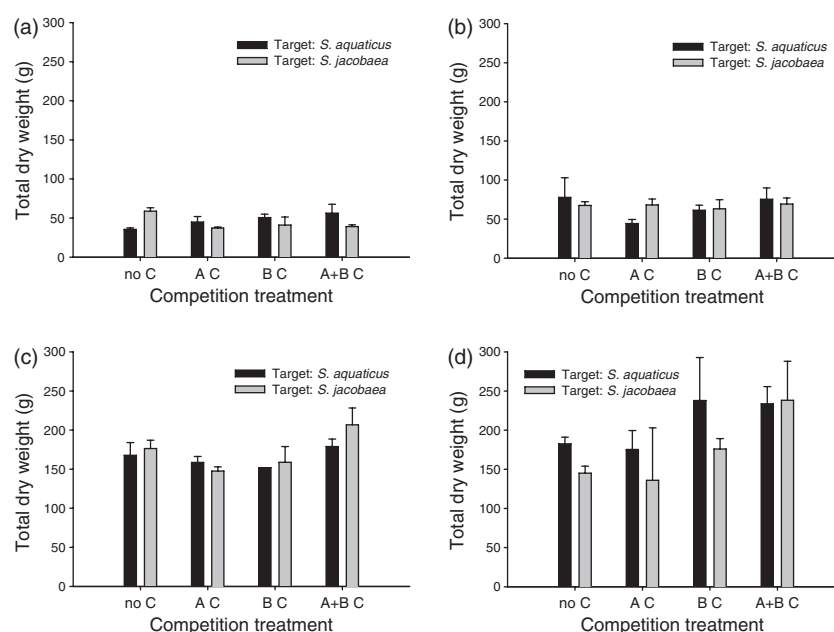 (a)
Total dry weight (g)
300
250
200
150
100
50
0
Target: S. aquaticus
Target: S. jacobaea
no C A C B C A+B C
Competition treatment
(b)
Total dry weight (g)
300
250
200
150
100
50
0
Target: S. aquaticus
Target: S. jacobaea
no C A C B C A+B C
Competition treatment
(c)
Total dry weight (g)
300
250
200
150
100
50
0
Target: S. aquaticus
Target: S. jacobaea
no C A C B C A+B C
Competition treatment
(d)
Total dry weight (g)
300
250
200
150
100
50
0
Target: S. aquaticus
Target: S. jacobaea
no C A C B C A+B C
Competition treatment